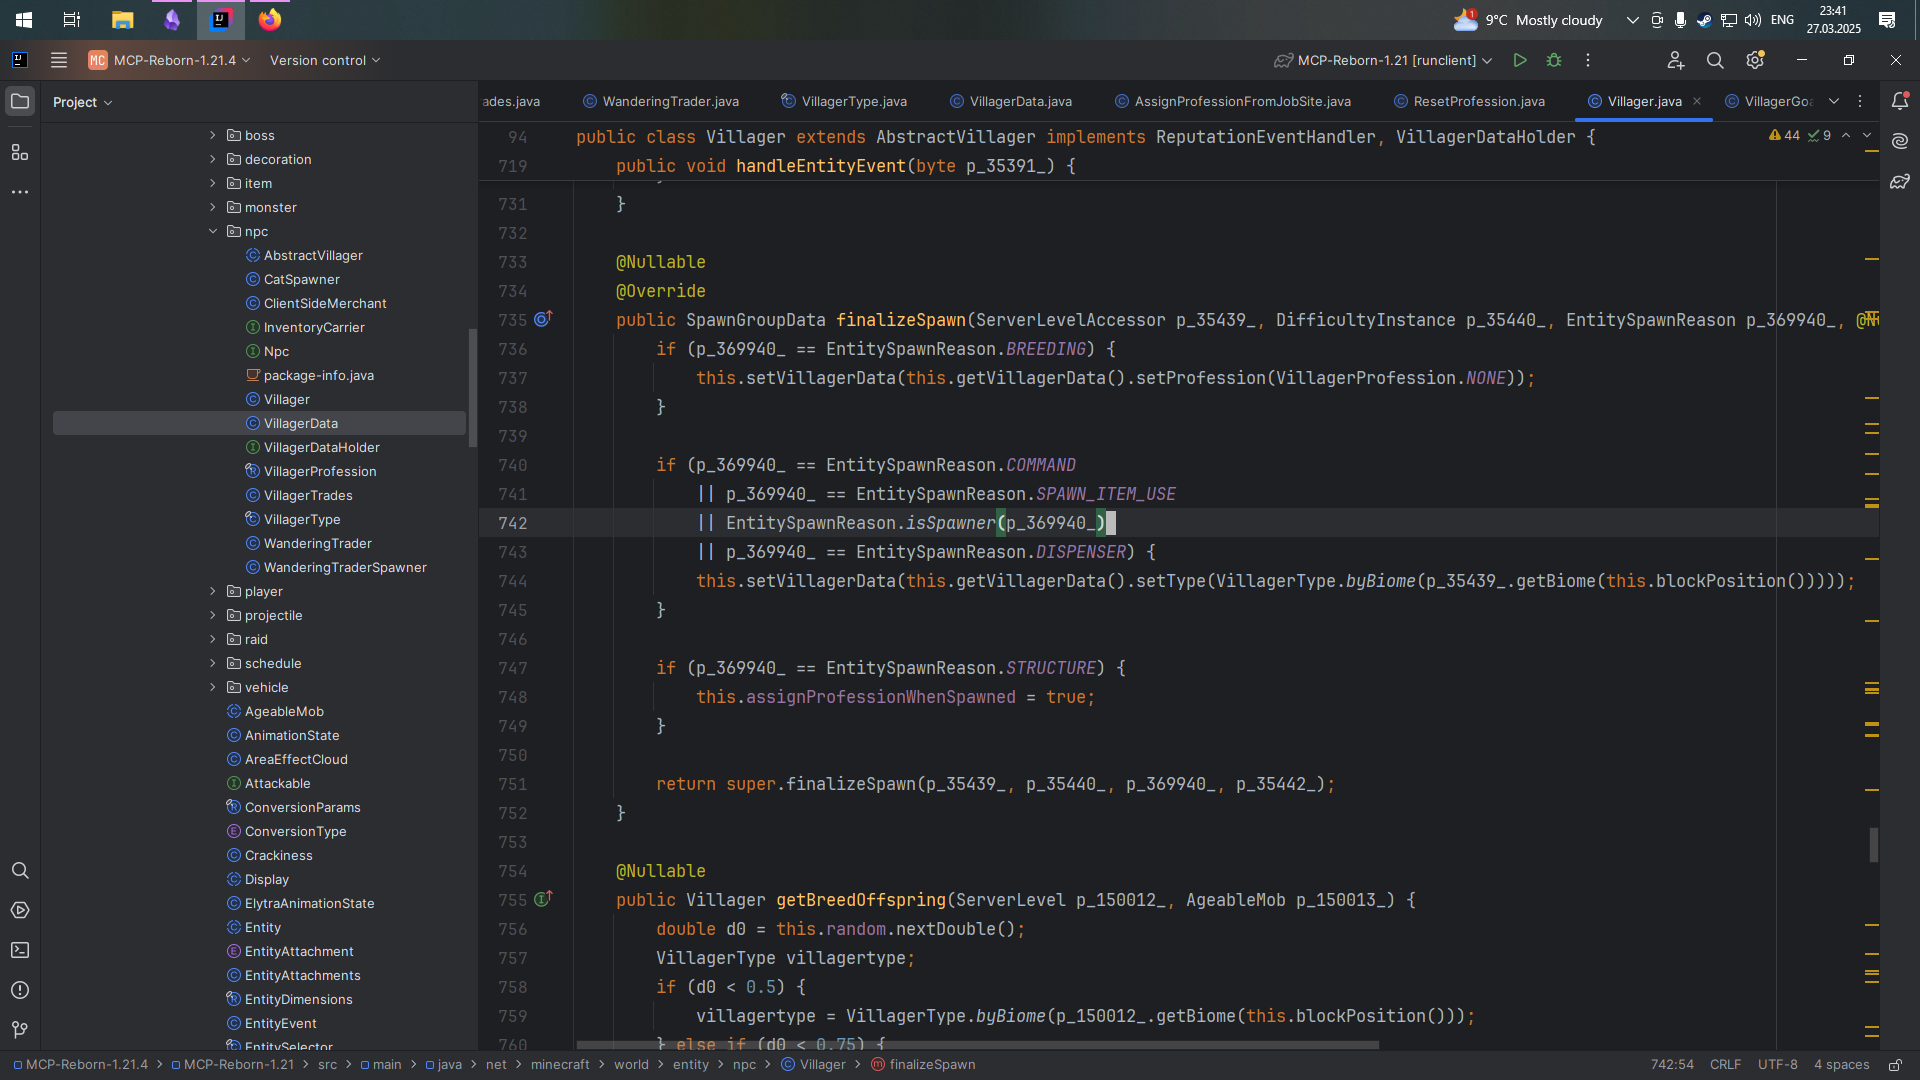 1 9°C Mostly cloudy ENG 23:41
27.03.2025
MC MCP-Reborn-1.21.4 Version control MCP-Reborn-1.21 [runclient]
Project
ades.java WanderingTrader.java VillagerType.java VillagerData.java AssignProfessionFromJobSite.java ResetProfession.java Villager.java VillagerGoa
boss
decoration
item
monster
npc
AbstractVillager
CatSpawner
ClientSideMerchant
InventoryCarrier
Npc
package-info.java
Villager
VillagerData
VillagerDataHolder
VillagerProfession
VillagerTrades
VillagerType
WanderingTrader
WanderingTraderSpawner
player
projectile
raid
schedule
vehicle
AgeableMob
AnimationState
AreaEffectCloud
Attackable
ConversionParams
ConversionType
Crackiness
Display
ElytraAnimationState
Entity
EntityAttachment
EntityAttachments
EntityDimensions
EntityEvent
EntitySelector
94 public class Villager extends AbstractVillager implements ReputationEventHandler, VillagerDataHolder { 44 9
719 public void handleEntityEvent(byte p_35391_) {
731 }
732
733 @Nullable
734 @Override
735 public SpawnGroupData finalizeSpawn(ServerLevelAccessor p_35439_, DifficultyInstance p_35440_, EntitySpawnReason p_369940_, @Nu
736 if (p_369940_ == EntitySpawnReason.BREEDING) {
737 this.setVillagerData(this.getVillagerData().setProfession(VillagerProfession.NONE));
738 }
739
740 if (p_369940_ == EntitySpawnReason.COMMAND
741 || p_369940_ == EntitySpawnReason.SPAWN_ITEM_USE
742 || EntitySpawnReason.isSpawner(p_369940_)
743 || p_369940_ == EntitySpawnReason.DISPENSER) {
744 this.setVillagerData(this.getVillagerData().setType(VillagerType.byBiome(p_35439_.getBiome(this.blockPosition()))));
745 }
746
747 if (p_369940_ == EntitySpawnReason.STRUCTURE) {
748 this.assignProfessionWhenSpawned = true;
749 }
750
751 return super.finalizeSpawn(p_35439_, p_35440_, p_369940_, p_35442_);
752 }
753
754 @Nullable
755 public Villager getBreedOffspring(ServerLevel p_150012_, AgeableMob p_150013_) {
756 double d0 = this.random.nextDouble();
757 VillagerType villagertype;
758 if (d0 < 0.5) {
759 villagertype = VillagerType.byBiome(p_150012_.getBiome(this.blockPosition()));
760 } else if (d0 < 0.75) {
MCP-Reborn-1.21.4 > MCP-Reborn-1.21 > src > main > java > net > minecraft > world > entity > npc > Villager > finalizeSpawn 742:54 CRLF UTF-8 4 spaces